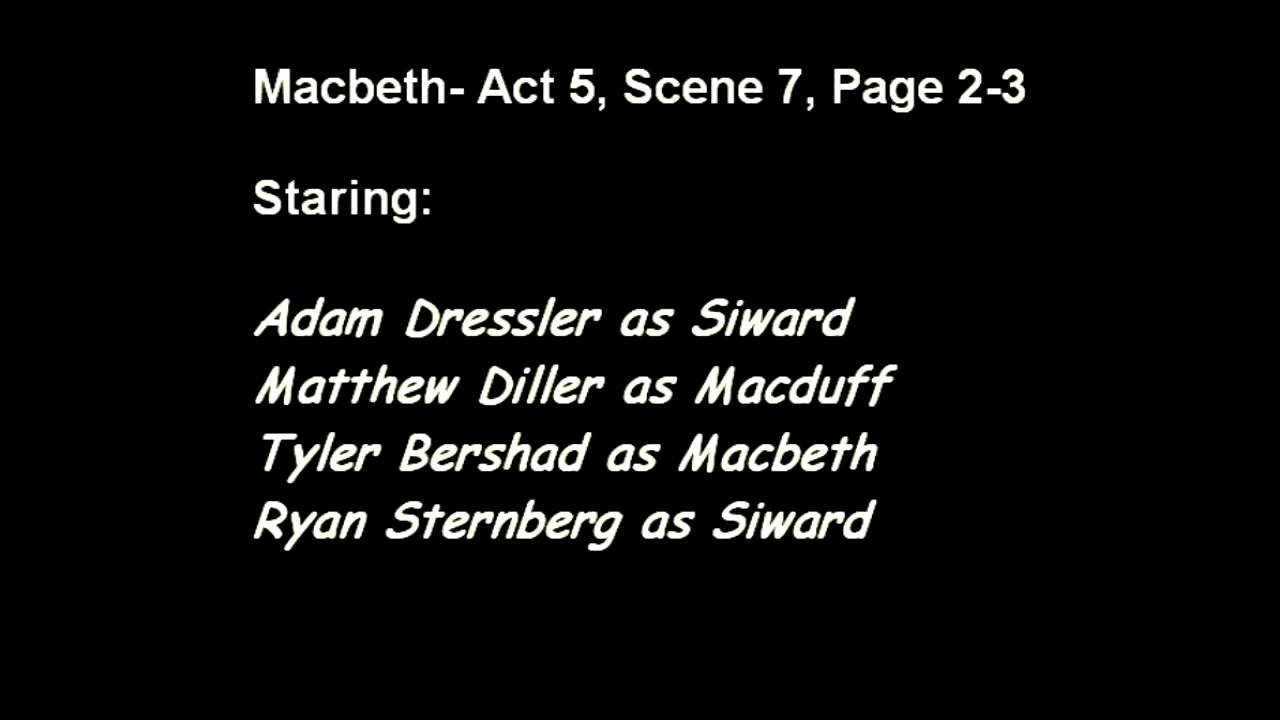 Macbeth- Act 5, Scene 7, Page 2-3
Staring:
Adam Dressler as Siward
Matthew Diller as Macduff
Tyler Bershad as Macbeth
Ryan Sternberg as Siward